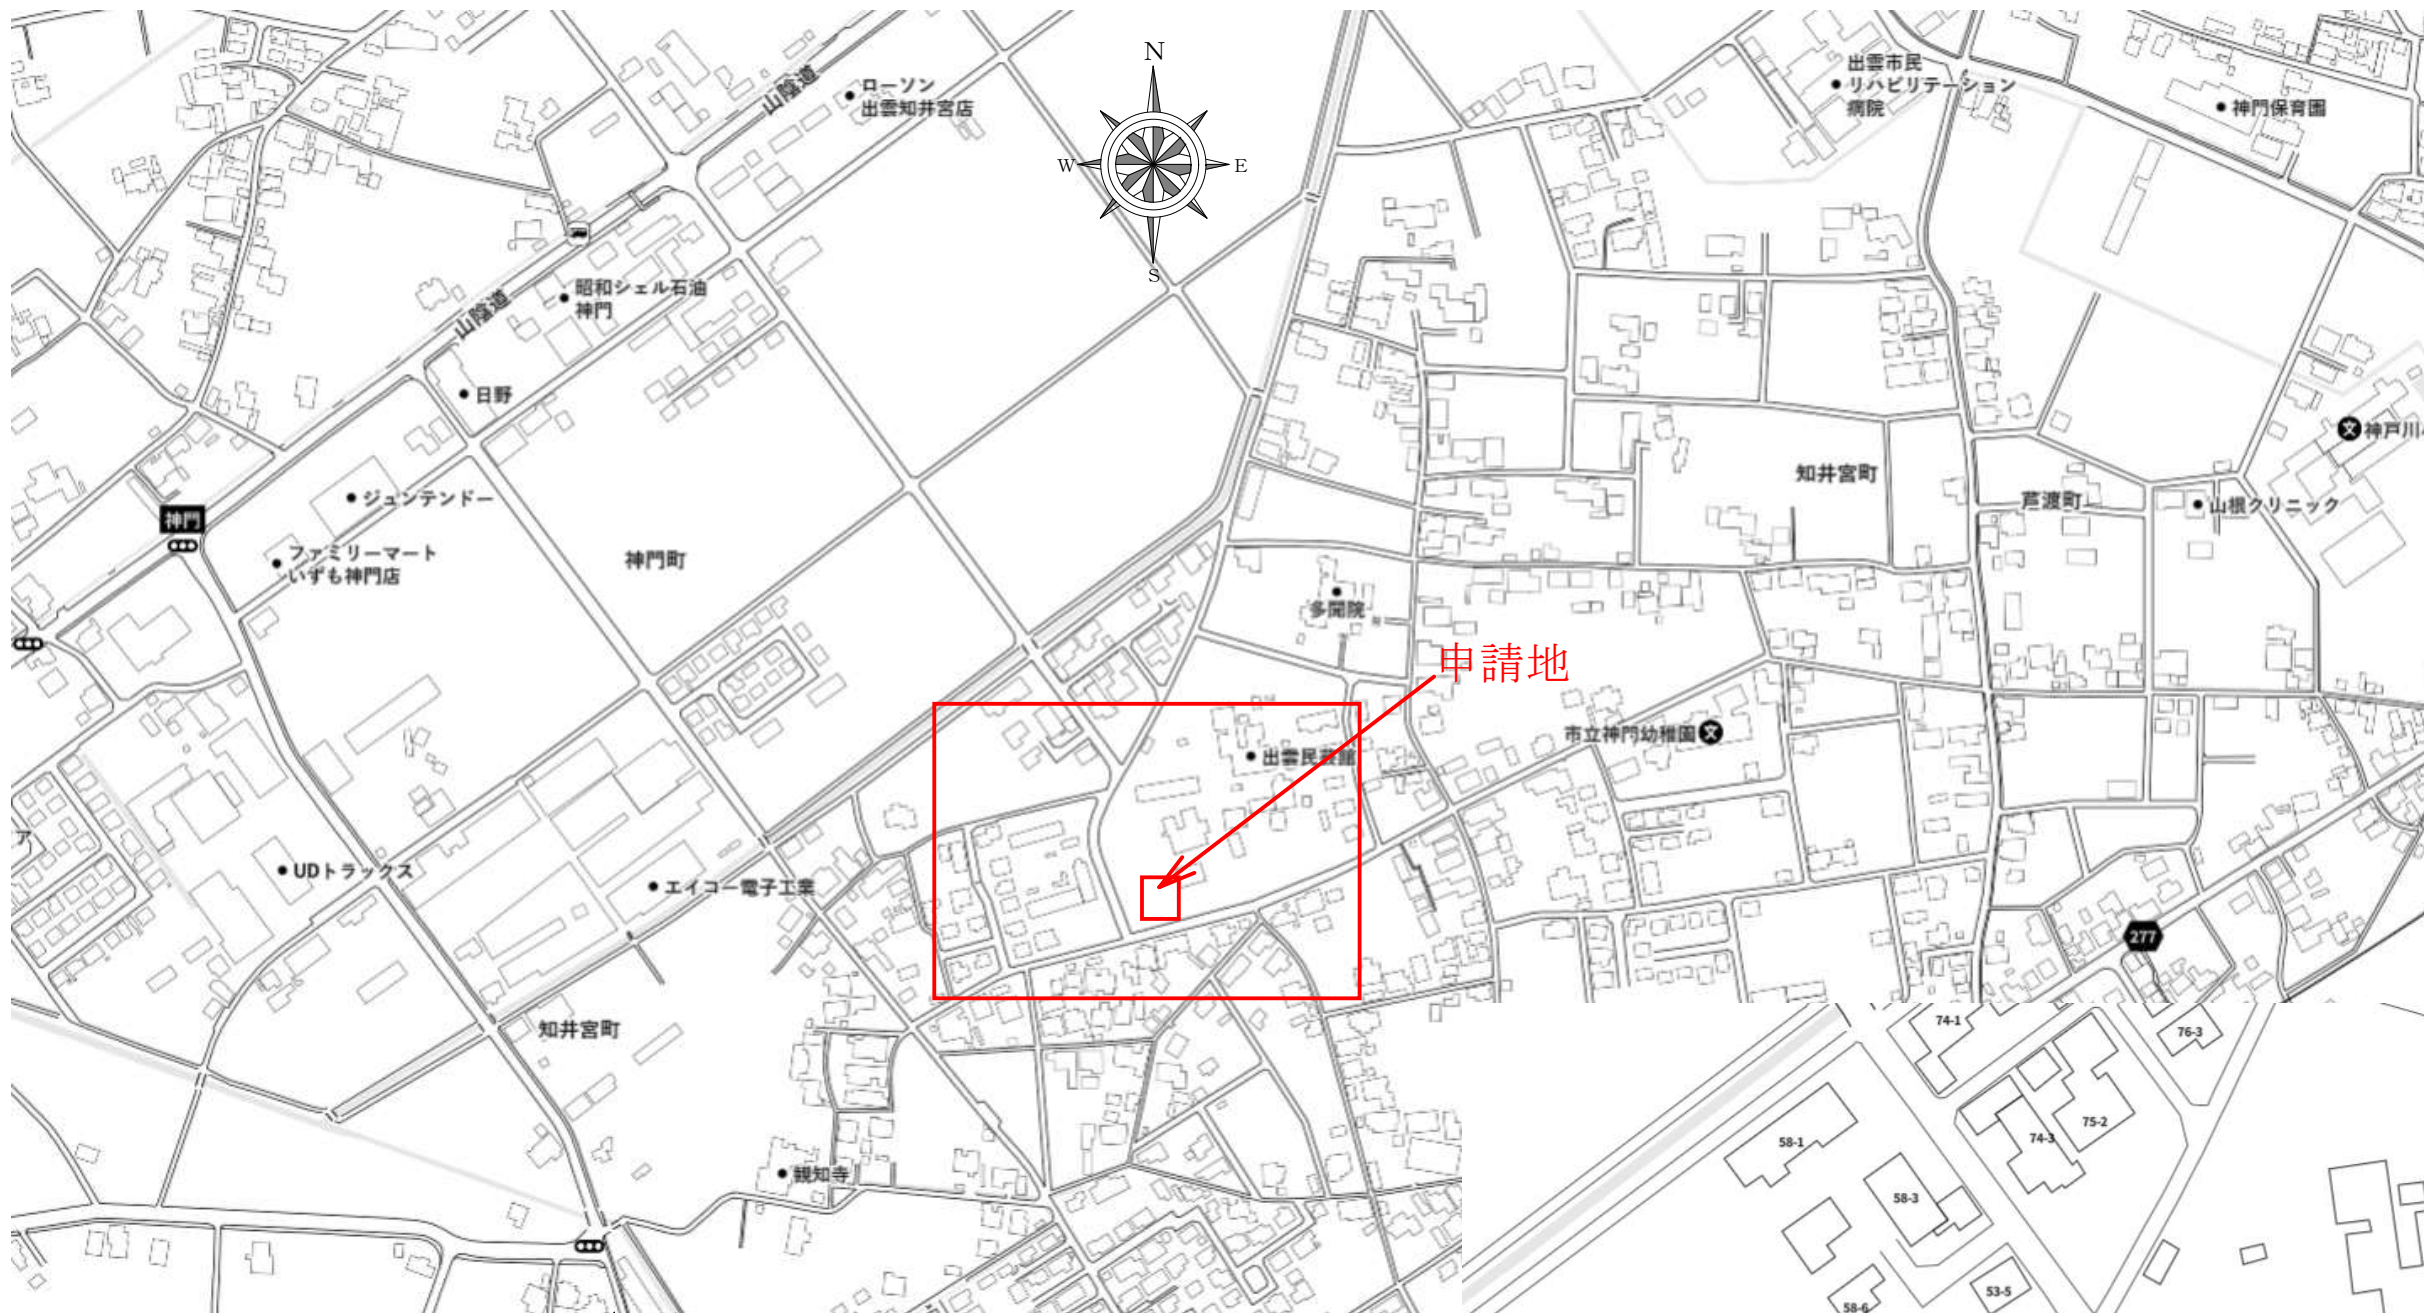 N
W
E
S
山陰道
ローソン
出雲知井宮店
出雲市民
リハビリテーション
病院
神門保育園
山陰道
昭和シェル石油
神門
日野
ジュンテンドー
神門
ファミリーマート
いずも神門店
神門町
知井宮町
芦渡町
山根クリニック
神戸川
多聞院
申請地
市立神門幼稚園
出雲民芸館
ア
UDトラックス
エイコー電子工業
277
知井宮町
観知寺
74-1
76-3
58-1
75-2
74-3
58-3
53-5
58-6